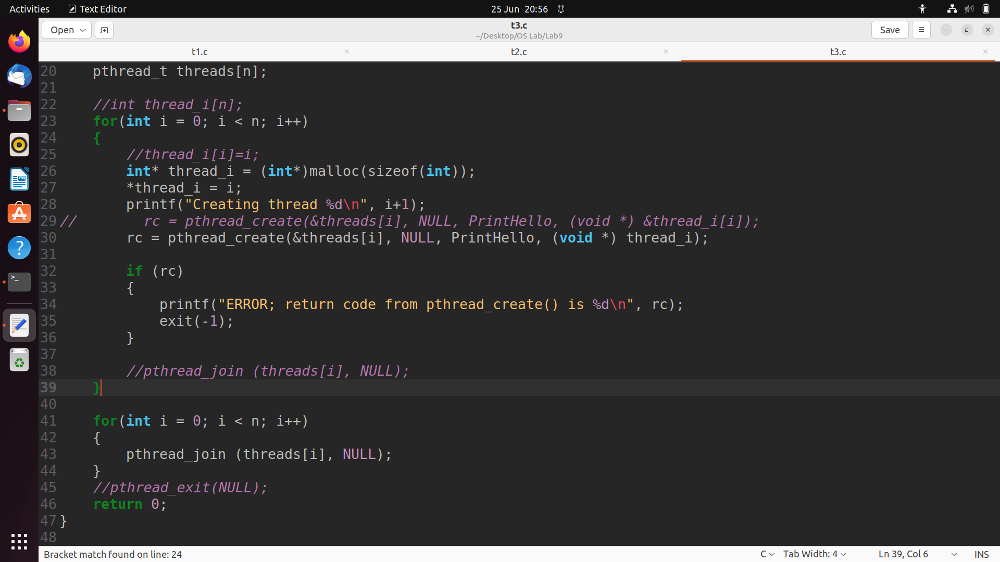 Activities
Text Editor
25 Jun 20:56
Open
t3.c
~/Desktop/OS Lab/Lab9
Save
t1.c
t2.c
t3.c
20     pthread_t threads[n];
21
22     //int thread_i[n];
23     for(int i = 0; i < n; i++)
24     {
25         //thread_i[i]=i;
26         int* thread_i = (int*)malloc(sizeof(int));
27         *thread_i = i;
28         printf("Creating thread %d\n", i+1);
29 //        rc = pthread_create(&threads[i], NULL, PrintHello, (void *) &thread_i[i]);
30         rc = pthread_create(&threads[i], NULL, PrintHello, (void *) thread_i);
31
32         if (rc)
33         {
34             printf("ERROR; return code from pthread_create() is %d\n", rc);
35             exit(-1);
36         }
37
38         //pthread_join (threads[i], NULL);
39     }
40
41     for(int i = 0; i < n; i++)
42     {
43         pthread_join (threads[i], NULL);
44     }
45     //pthread_exit(NULL);
46     return 0;
47 }
48
Bracket match found on line: 24
C
Tab Width: 4
Ln 39, Col 6
INS